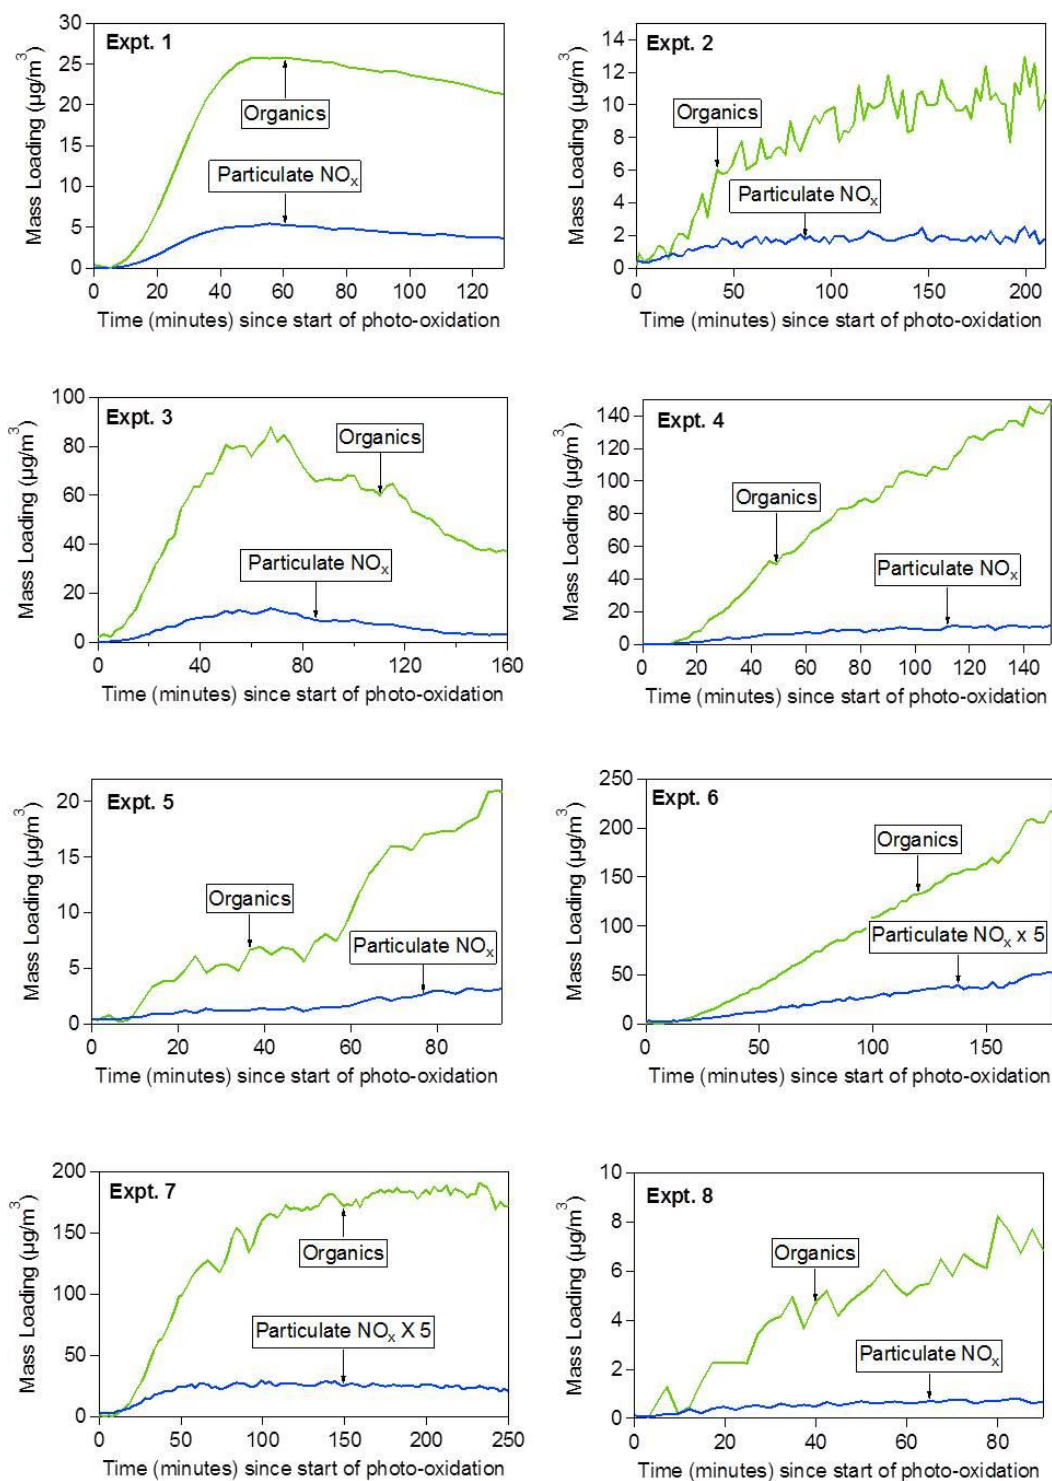 Expt. 1
Mass Loading (µg/m³)
30
25
20
15
10
5
0
Organics
Particulate NOx
0 20 40 60 80 100 120
Time (minutes) since start of photo-oxidation
Expt. 2
Mass Loading (µg/m³)
14
12
10
8
6
4
2
0
Organics
Particulate NOx
0 50 100 150 200
Time (minutes) since start of photo-oxidation
Expt. 3
Mass Loading (µg/m³)
100
80
60
40
20
0
Organics
Particulate NOx
0 40 80 120 160
Time (minutes) since start of photo-oxidation
Expt. 4
Mass Loading (µg/m³)
140
120
100
80
60
40
20
0
Organics
Particulate NOx
0 20 40 60 80 100 120 140
Time (minutes) since start of photo-oxidation
Expt. 5
Mass Loading (µg/m³)
20
15
10
5
0
Organics
Particulate NOx
0 20 40 60 80
Time (minutes) since start of photo-oxidation
Expt. 6
Mass Loading (µg/m³)
250
200
150
100
50
0
Organics
Particulate NOx x 5
0 50 100 150
Time (minutes) since start of photo-oxidation
Expt. 7
Mass Loading (µg/m³)
200
150
100
50
0
Organics
Particulate NOx X 5
0 50 100 150 200 250
Time (minutes) since start of photo-oxidation
Expt. 8
Mass Loading (µg/m³)
10
8
6
4
2
0
Organics
Particulate NOx
0 20 40 60 80
Time (minutes) since start of photo-oxidation